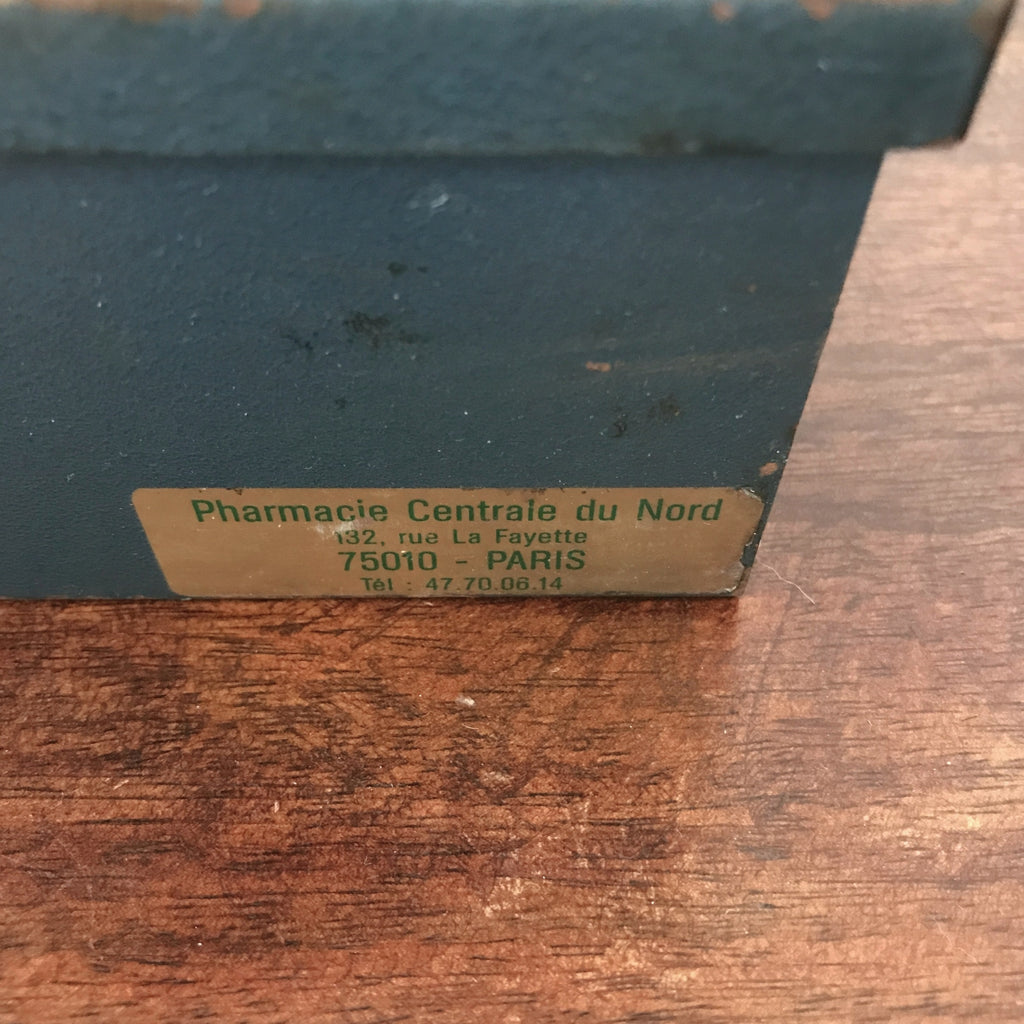 Pharmacie Centrale du Nord
132, rue La Fayette
75010 - PARIS
Tél : 47.70.06.14